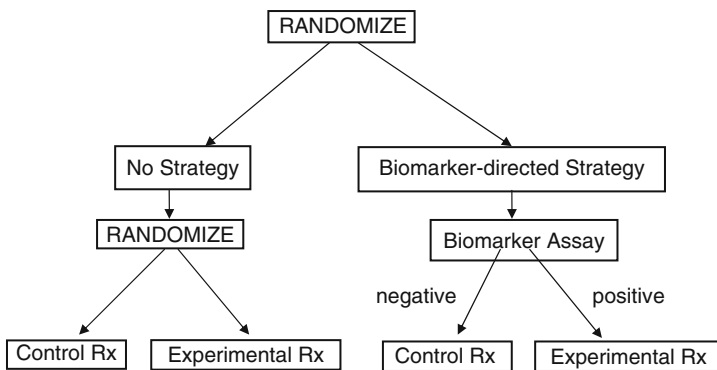 RANDOMIZE
No Strategy
Biomarker-directed Strategy
RANDOMIZE
Biomarker Assay
negative
positive
Control Rx
Experimental Rx
Control Rx
Experimental Rx